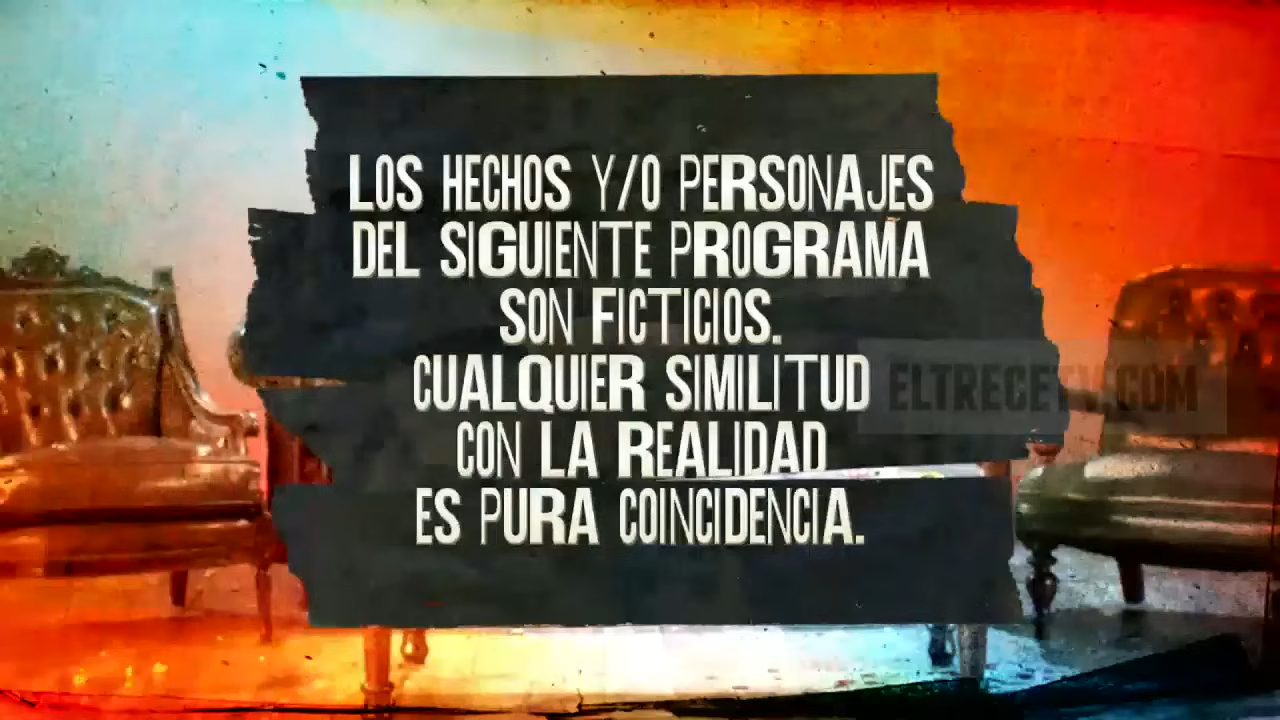 LOS HECHOS Y/O PERSONAJES
DEL SIGUIENTE PROGRAMA
SON FICTICIOS.
CUALQUIER SIMILITUD
ELTRECETV.COM
CON LA REALIDAD
ES PURA COINCIDENCIA.